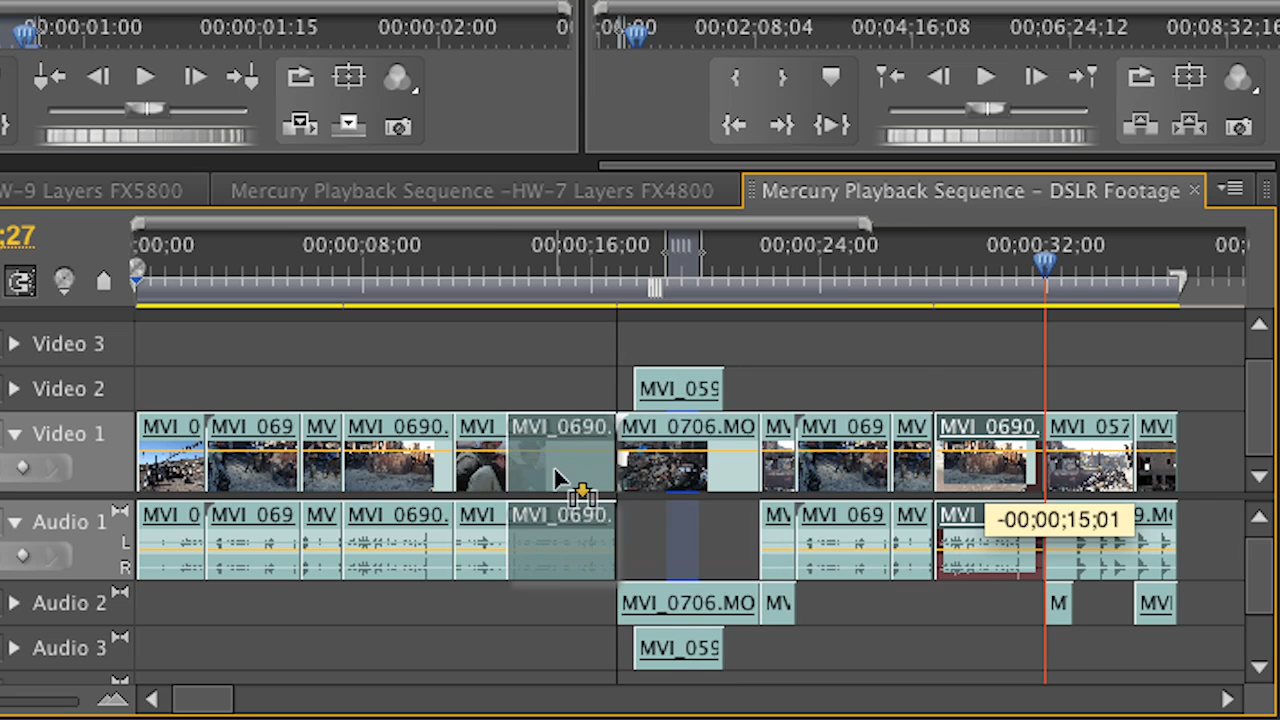 00:00:01:00 00:00:01:15 00:00:02:00
00;02;08;04 00;04;16;08 00;06;24;12 00;08;32;16
W-9 Layers FX5800 Mercury Playback Sequence -HW-7 Layers FX4800 Mercury Playback Sequence - DSLR Footage ×
;27 ;00;00 00;00;08;00 00;00;16;00 00;00;24;00 00;00;32;00 00;
Video 3
Video 2 MVI_059
Video 1 MVI_0 MVI_069 MV MVI_0690. MVI MVI_0690. MVI_0706.MO MV MVI_069 MV MVI_0690. MVI_057 MVI
Audio 1 MVI_0 MVI_069 MV MVI_0690. MVI MVI_0690. MV MVI_069 MV MVI -00;00;15;01 9.M
L
R
Audio 2 MVI_0706.MO MV M MVI
Audio 3 MVI_059